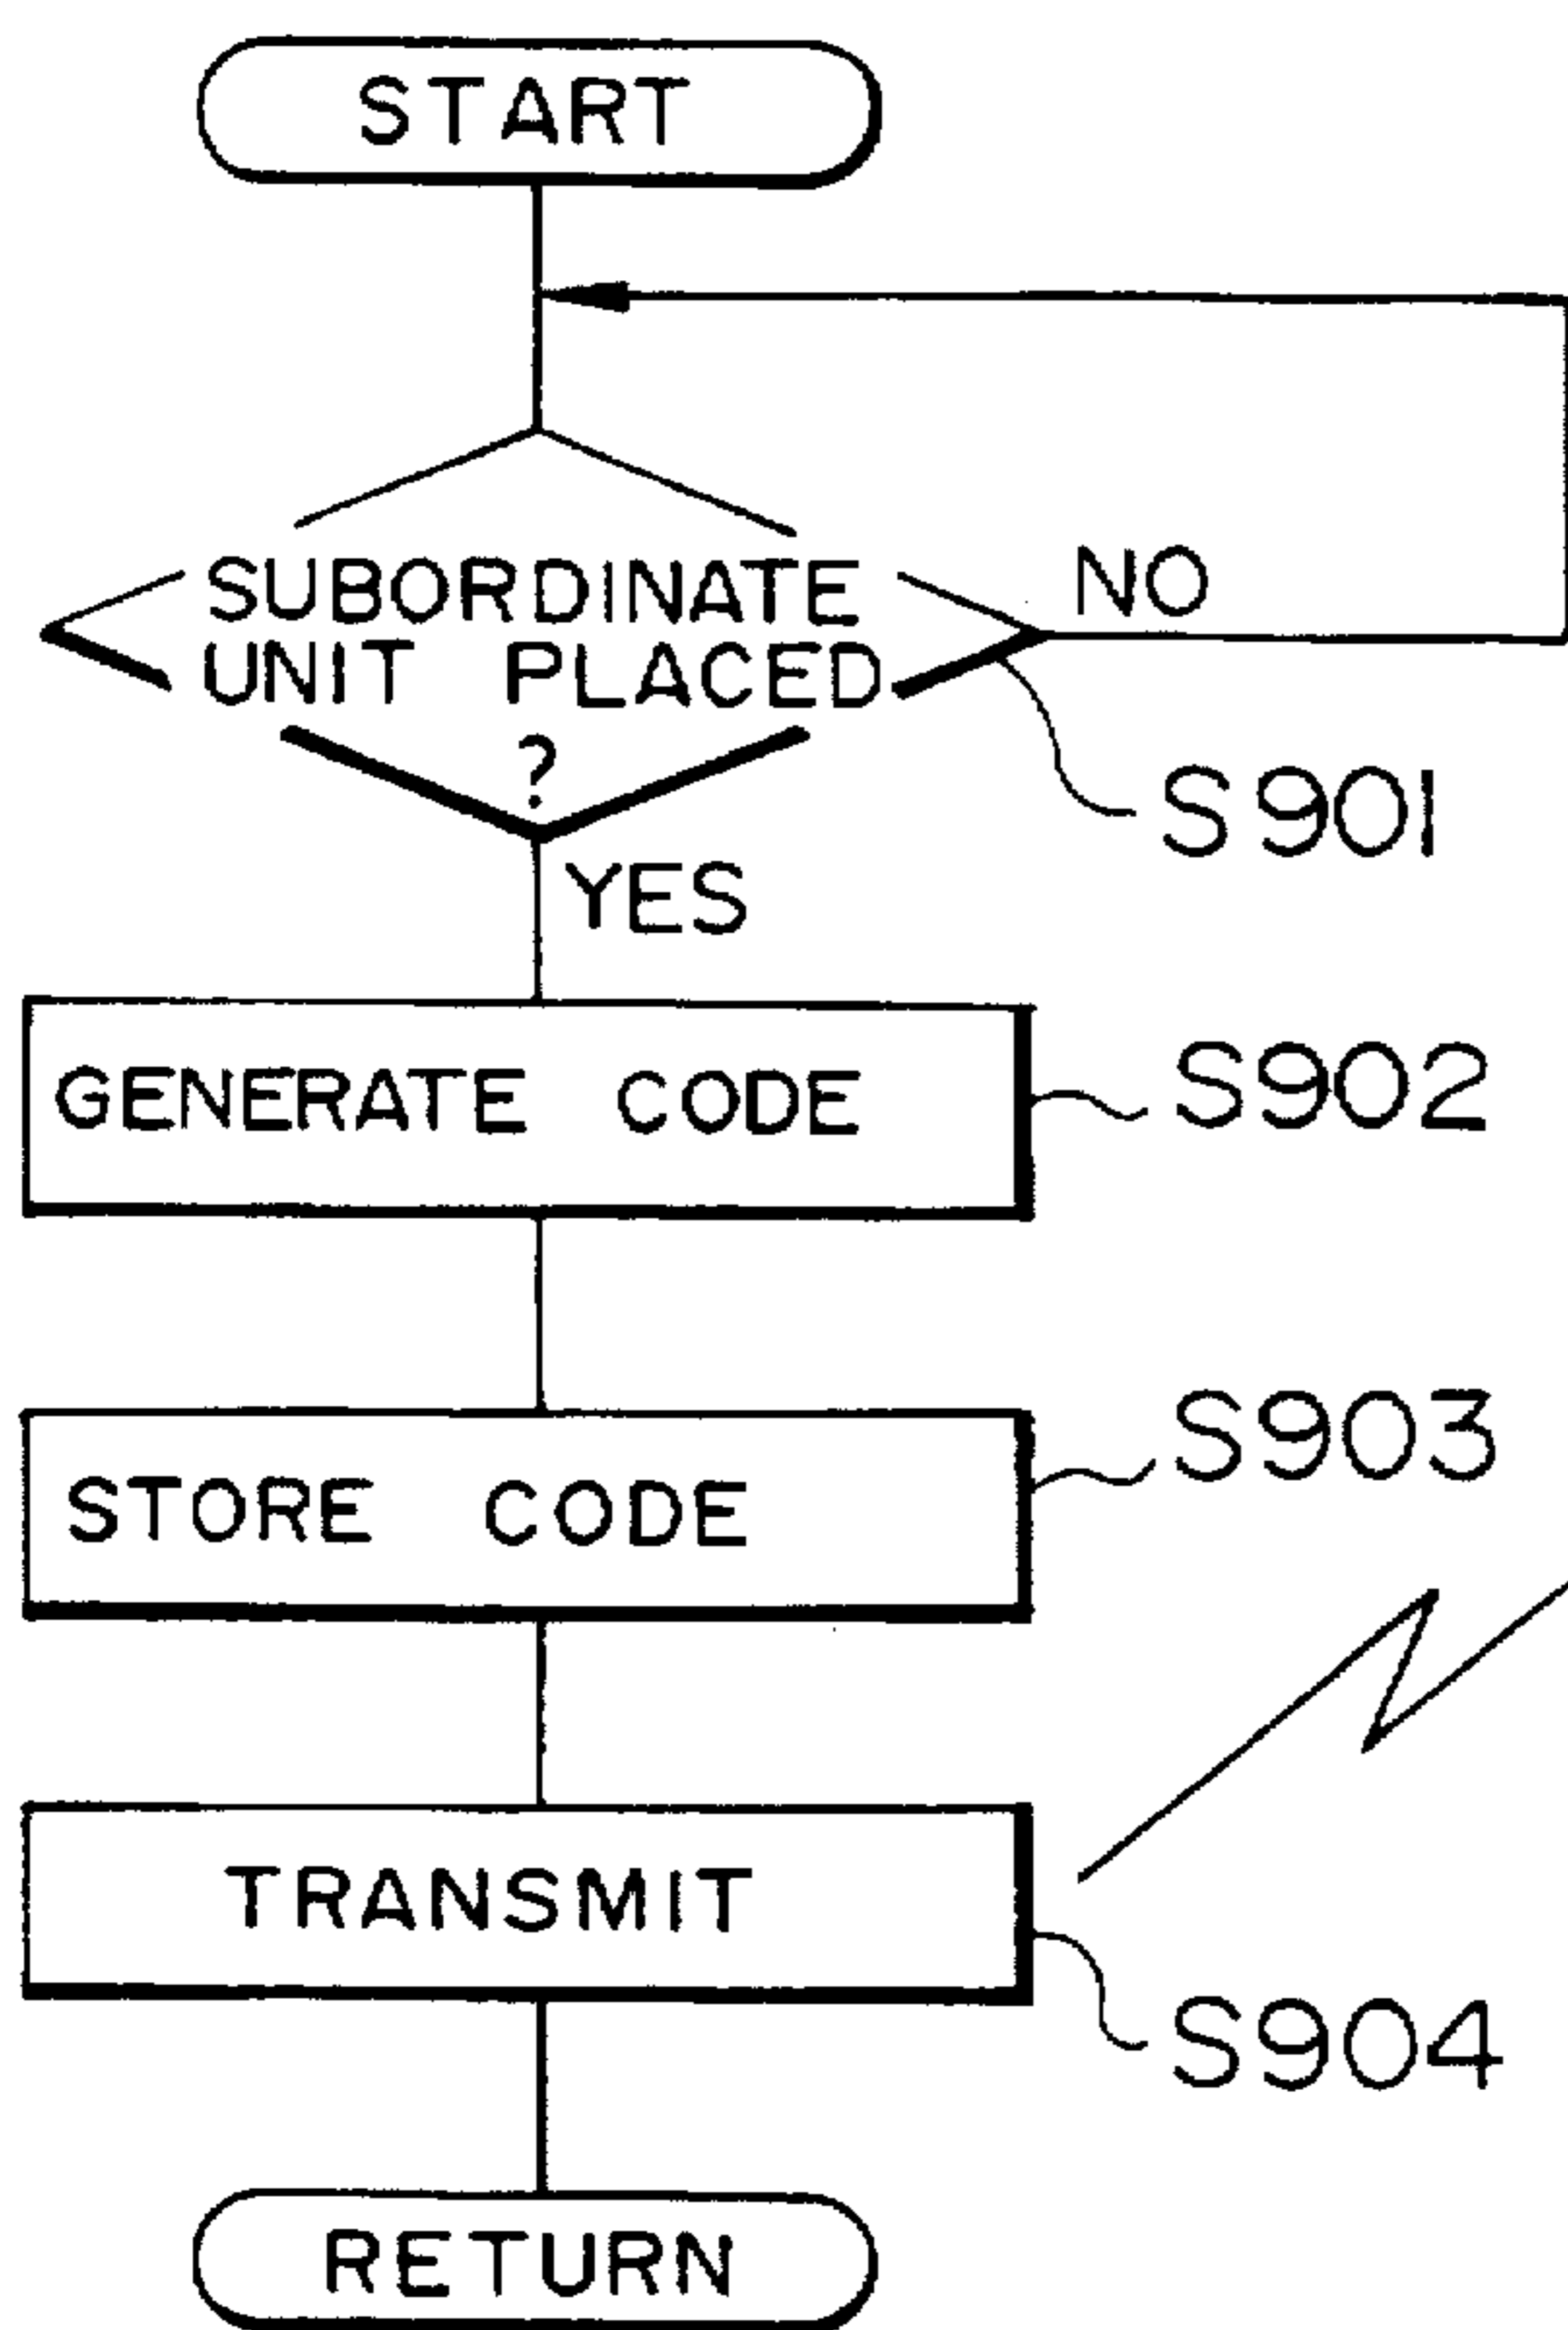 START
SUBORDINATE
UNIT PLACED
?
NO
S901
YES
GENERATE CODE
S902
STORE CODE
S903
TRANSMIT
S904
RETURN